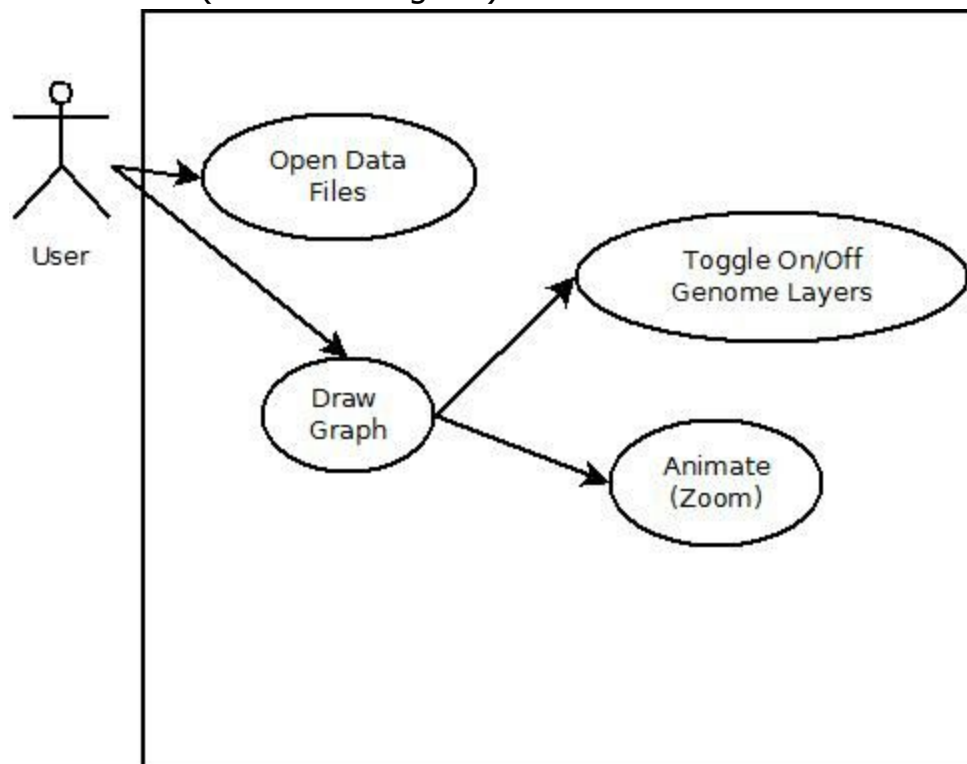 User
Open Data
Files
Toggle On/Off
Genome Layers
Draw
Graph
Animate
(Zoom)